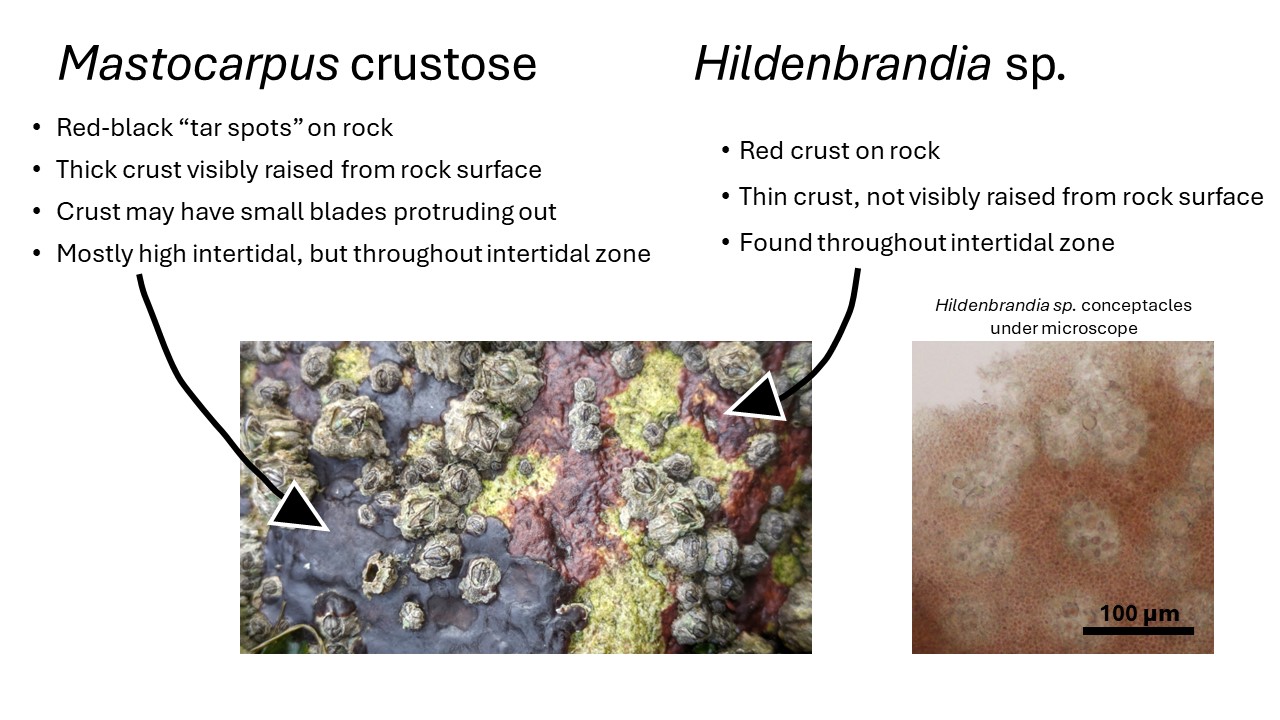 Mastocarpus crustose
• Red-black “tar spots” on rock
• Thick crust visibly raised from rock surface
• Crust may have small blades protruding out
• Mostly high intertidal, but throughout intertidal zone
Hildenbrandia sp.
• Red crust on rock
• Thin crust, not visibly raised from rock surface
• Found throughout intertidal zone
Hildenbrandia sp. conceptacles
under microscope
100 µm